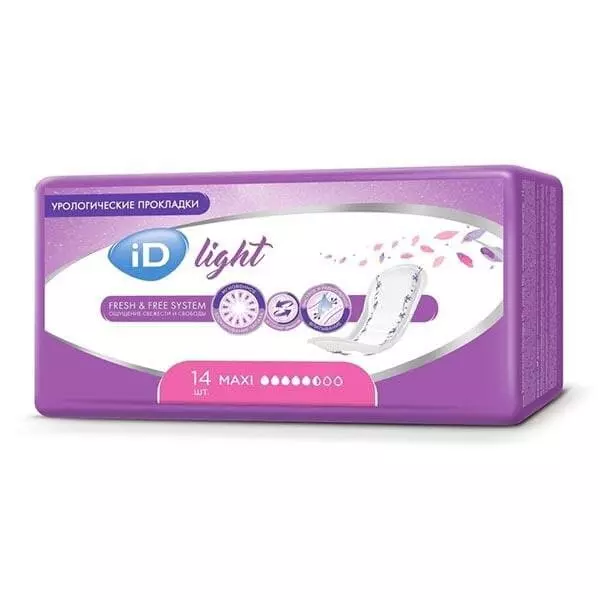 УРОЛОГИЧЕСКИЕ ПРОКЛАДКИ
iD light
FRESH & FREE SYSTEM
ОЩУЩЕНИЕ СВЕЖЕСТИ И СВОБОДЫ
14 ШТ. MAXI